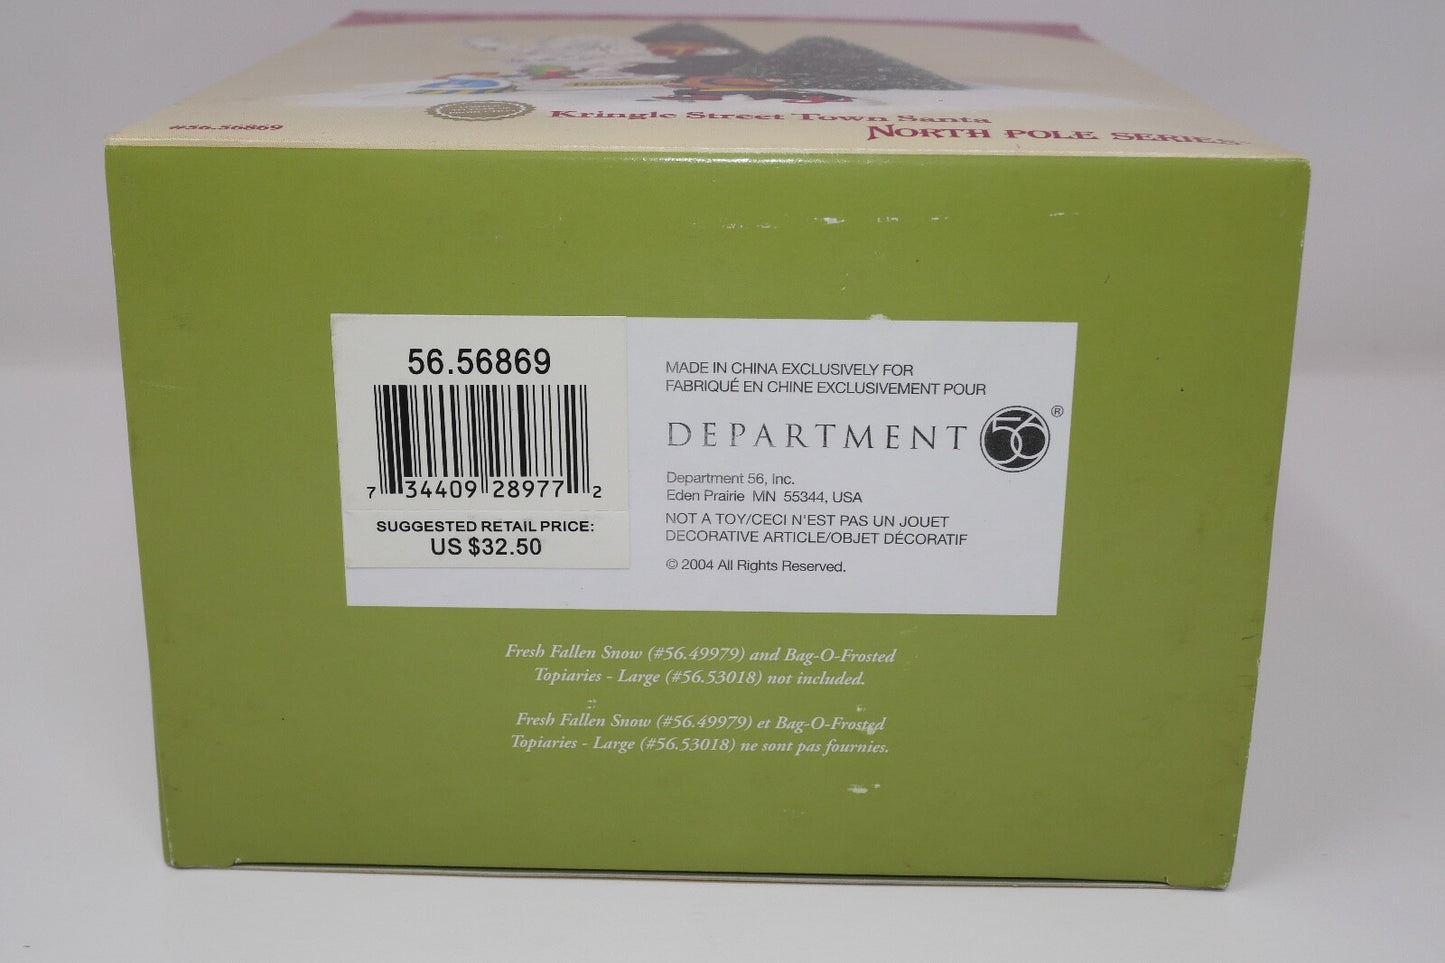 #56.56869
Kringle Street Town Santa
NORTH POLE SERIES
56.56869
7 34409 28977 2
SUGGESTED RETAIL PRICE:
US $32.50
MADE IN CHINA EXCLUSIVELY FOR
FABRIQUÉ EN CHINE EXCLUSIVEMENT POUR
DEPARTMENT 56 ®
Department 56, Inc.
Eden Prairie MN 55344, USA
NOT A TOY/CECI N'EST PAS UN JOUET
DECORATIVE ARTICLE/OBJET DÉCORATIF
© 2004 All Rights Reserved.
Fresh Fallen Snow (#56.49979) and Bag-O-Frosted
Topiaries - Large (#56.53018) not included.
Fresh Fallen Snow (#56.49979) et Bag-O-Frosted
Topiaries - Large (#56.53018) ne sont pas fournies.